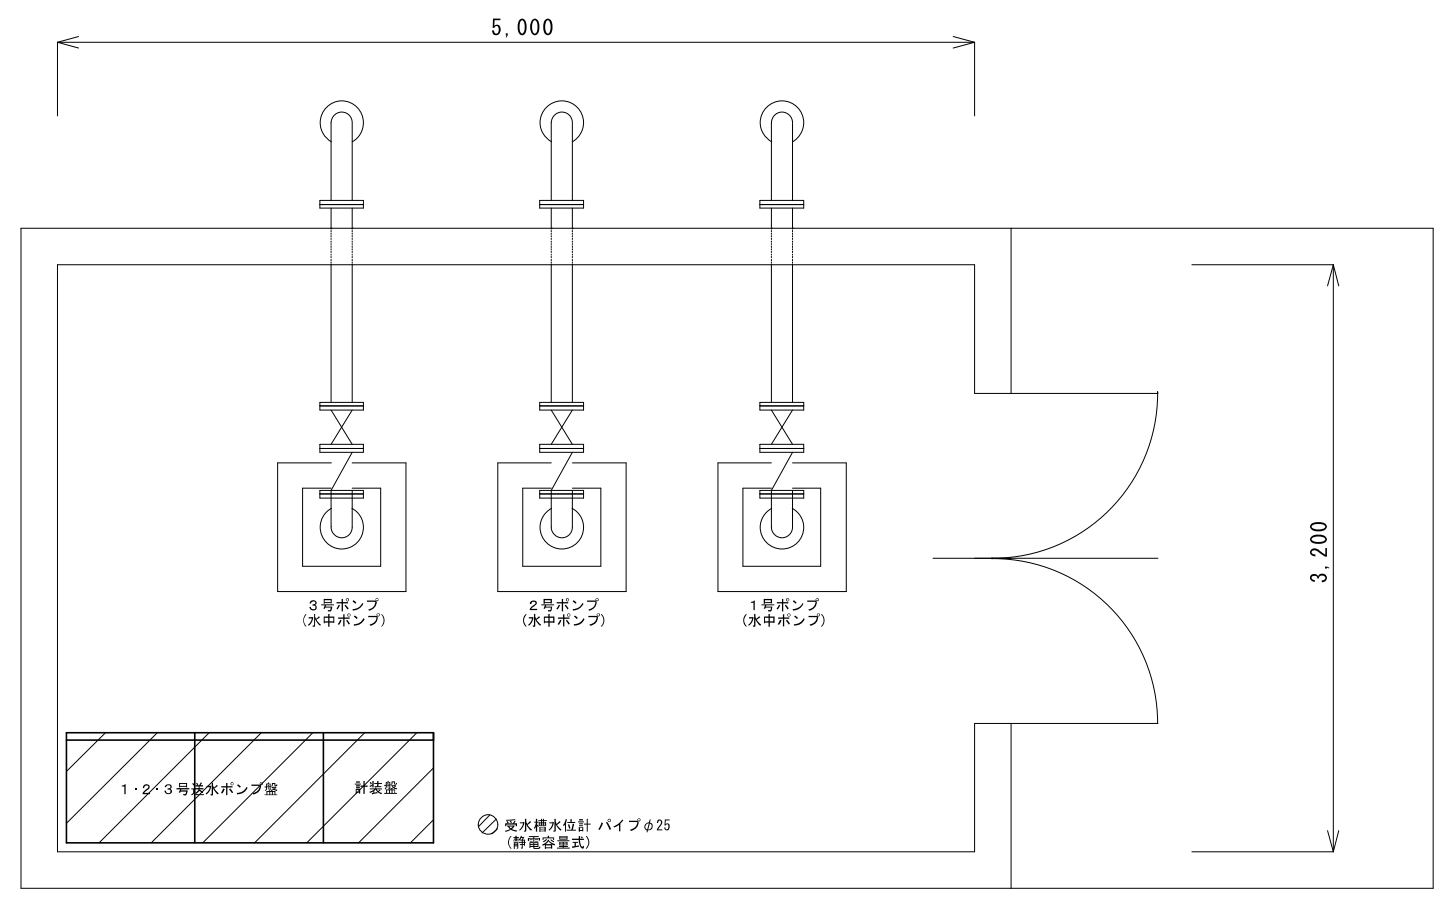 5,000
3,200
3号ポンプ
(水中ポンプ)
2号ポンプ
(水中ポンプ)
1号ポンプ
(水中ポンプ)
1・2・3号送水ポンプ盤
計装盤
受水槽水位計 パイプφ25
(静電容量式)